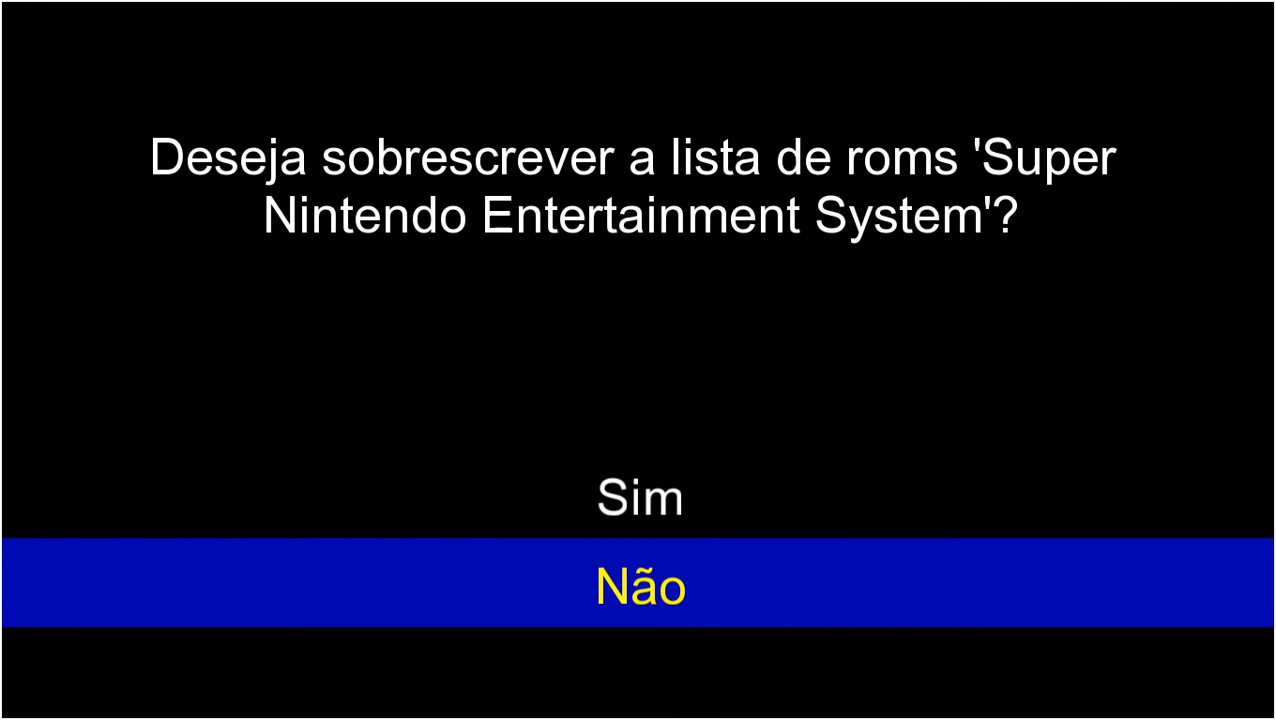 Deseja sobrescrever a lista de roms 'Super
Nintendo Entertainment System'?
Sim
Não